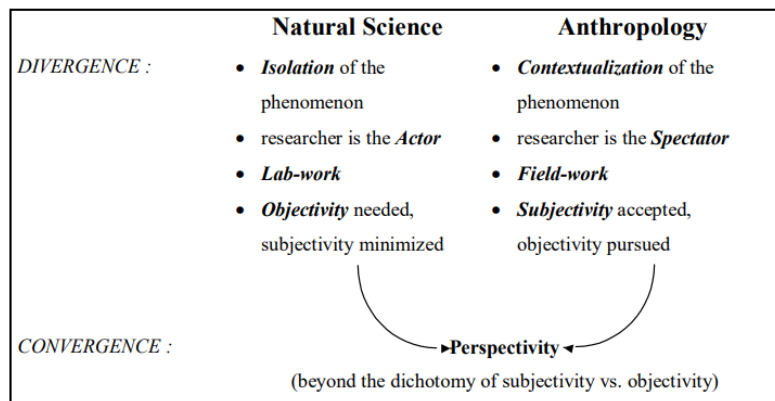 Natural Science Anthropology
DIVERGENCE : • Isolation of the • Contextualization of the
phenomenon phenomenon
• researcher is the Actor • researcher is the Spectator
• Lab-work • Field-work
• Objectivity needed, • Subjectivity accepted,
subjectivity minimized objectivity pursued
CONVERGENCE : Perspectivity
(beyond the dichotomy of subjectivity vs. objectivity)